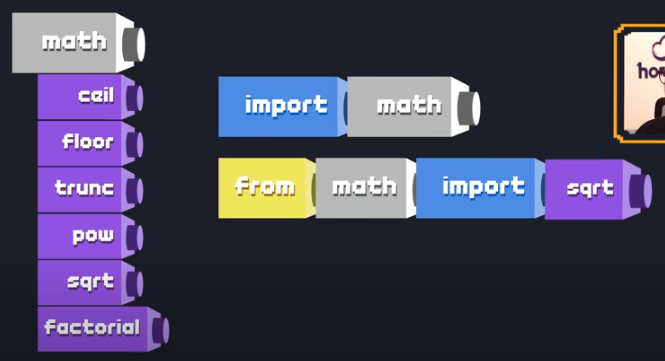 math
ceil
floor
trunc
pow
sqrt
factorial
import math
from math import sqrt